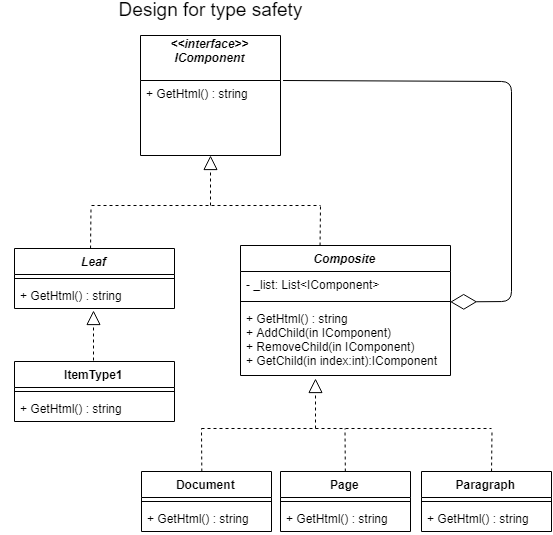 Design for type safety
<<interface>>
IComponent
+ GetHtml() : string
Leaf
+ GetHtml() : string
Composite
- _list: List<IComponent>
+ GetHtml() : string
+ AddChild(in IComponent)
+ RemoveChild(in IComponent)
+ GetChild(in index:int):IComponent
ItemType1
+ GetHtml() : string
Document
+ GetHtml() : string
Page
+ GetHtml() : string
Paragraph
+ GetHtml() : string